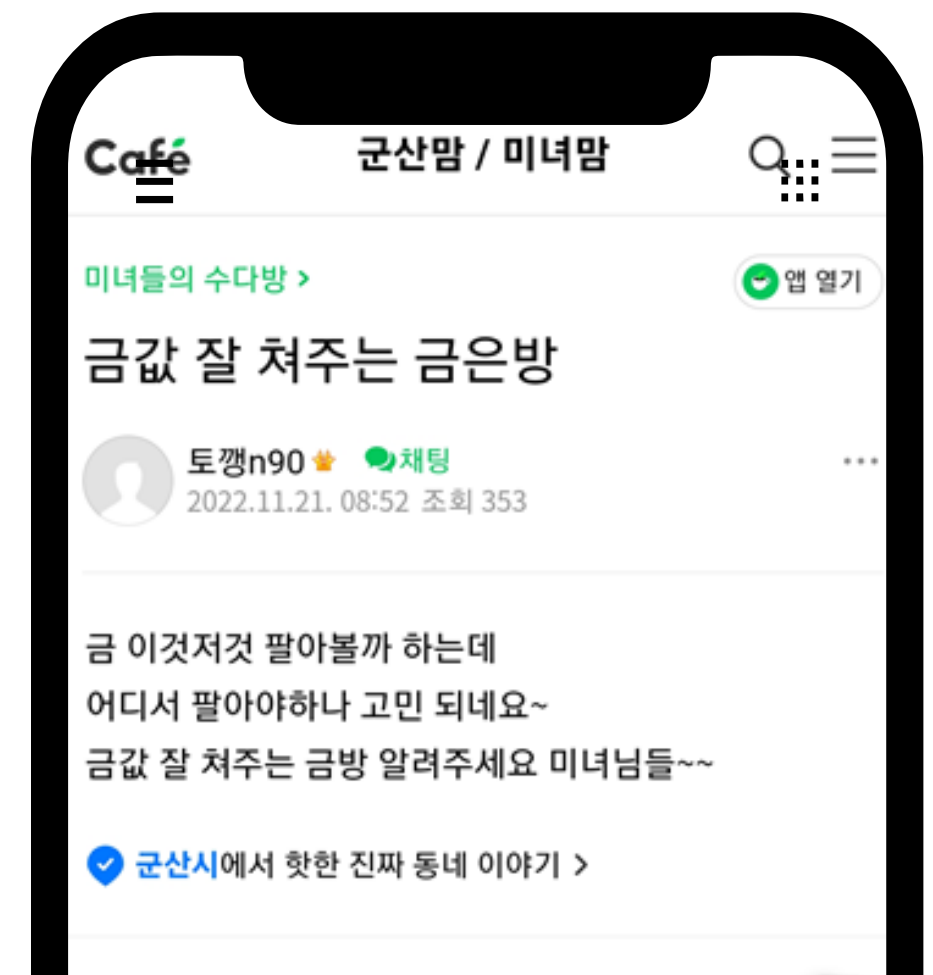 Café
군산맘 / 미녀맘
미녀들의 수다방 >
앱 열기
금값 잘 쳐주는 금은방
토깽n90 채팅
2022.11.21. 08:52 조회 353
금 이것저것 팔아볼까 하는데
어디서 팔아야하나 고민 되네요~
금값 잘 쳐주는 금방 알려주세요 미녀님들~~
군산시에서 핫한 진짜 동네 이야기 >